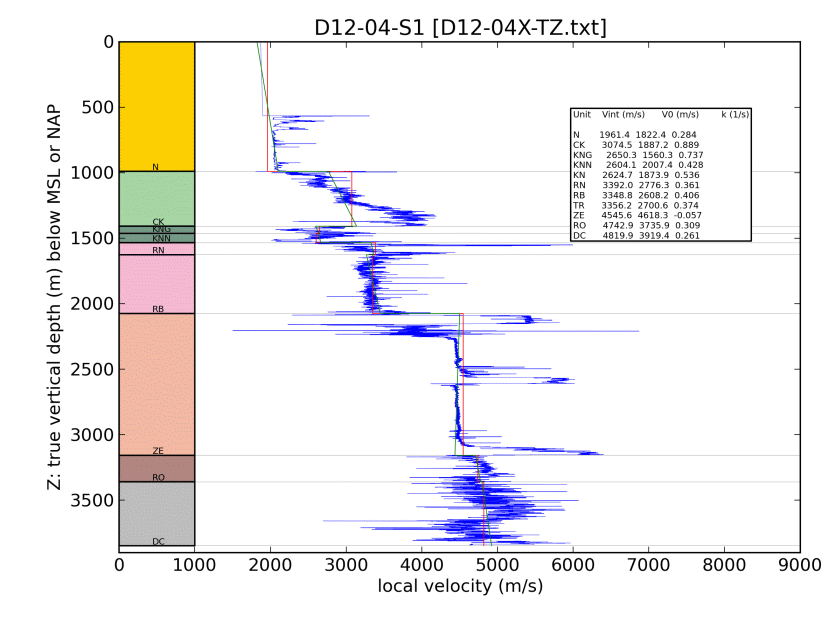 D12-04-S1 [D12-04X-TZ.txt]
0
500
1000
1500
2000
2500
3000
3500
Z: true vertical depth (m) below MSL or NAP
N
CK
KNG
KNN
RN
RB
ZE
RO
DC
Unit Vint (m/s) V0 (m/s) k (1/s)
N 1961.4 1822.4 0.284
CK 3074.5 1887.2 0.889
KNG 2650.3 1560.3 0.737
KNN 2604.1 2007.4 0.428
KN 2624.7 1873.9 0.536
RN 3392.0 2776.3 0.361
RB 3348.8 2608.2 0.406
TR 3356.2 2700.6 0.374
ZE 4545.6 4618.3 -0.057
RO 4742.9 3735.9 0.309
DC 4819.9 3919.4 0.261
0 1000 2000 3000 4000 5000 6000 7000 8000 9000
local velocity (m/s)